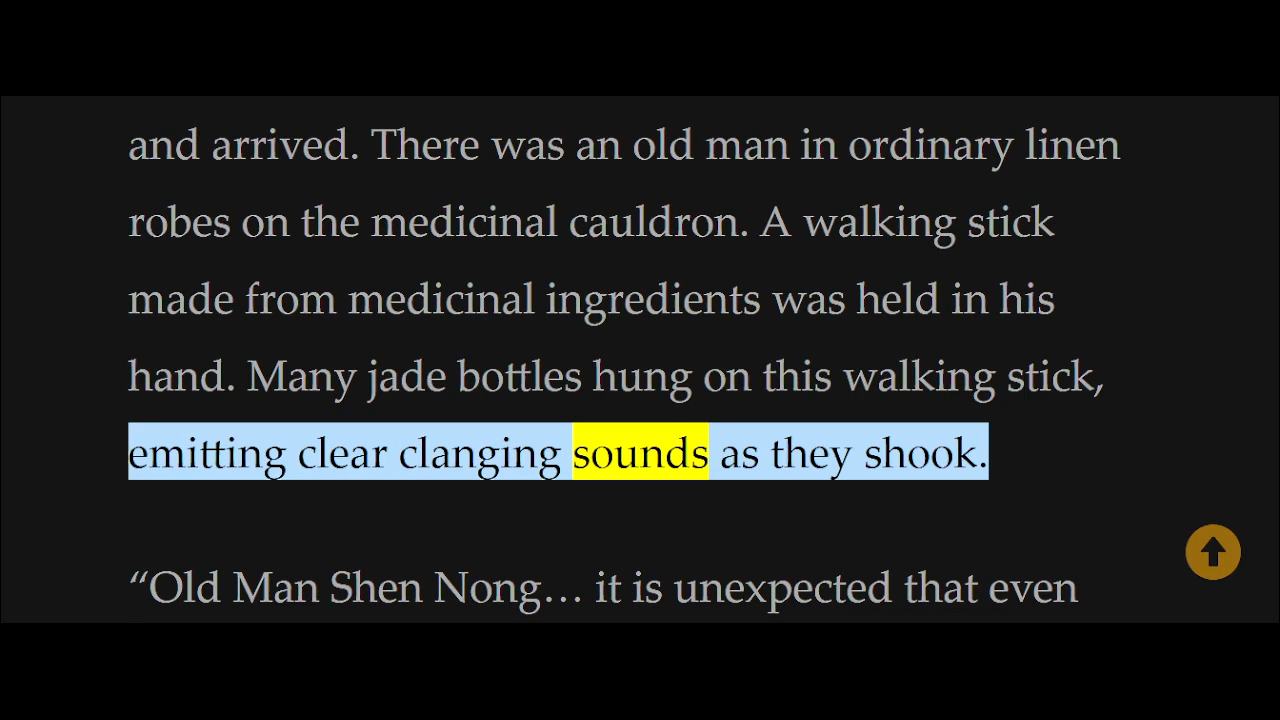 and arrived. There was an old man in ordinary linen
robes on the medicinal cauldron. A walking stick
made from medicinal ingredients was held in his
hand. Many jade bottles hung on this walking stick,
emitting clear clanging sounds as they shook.
“Old Man Shen Nong… it is unexpected that even